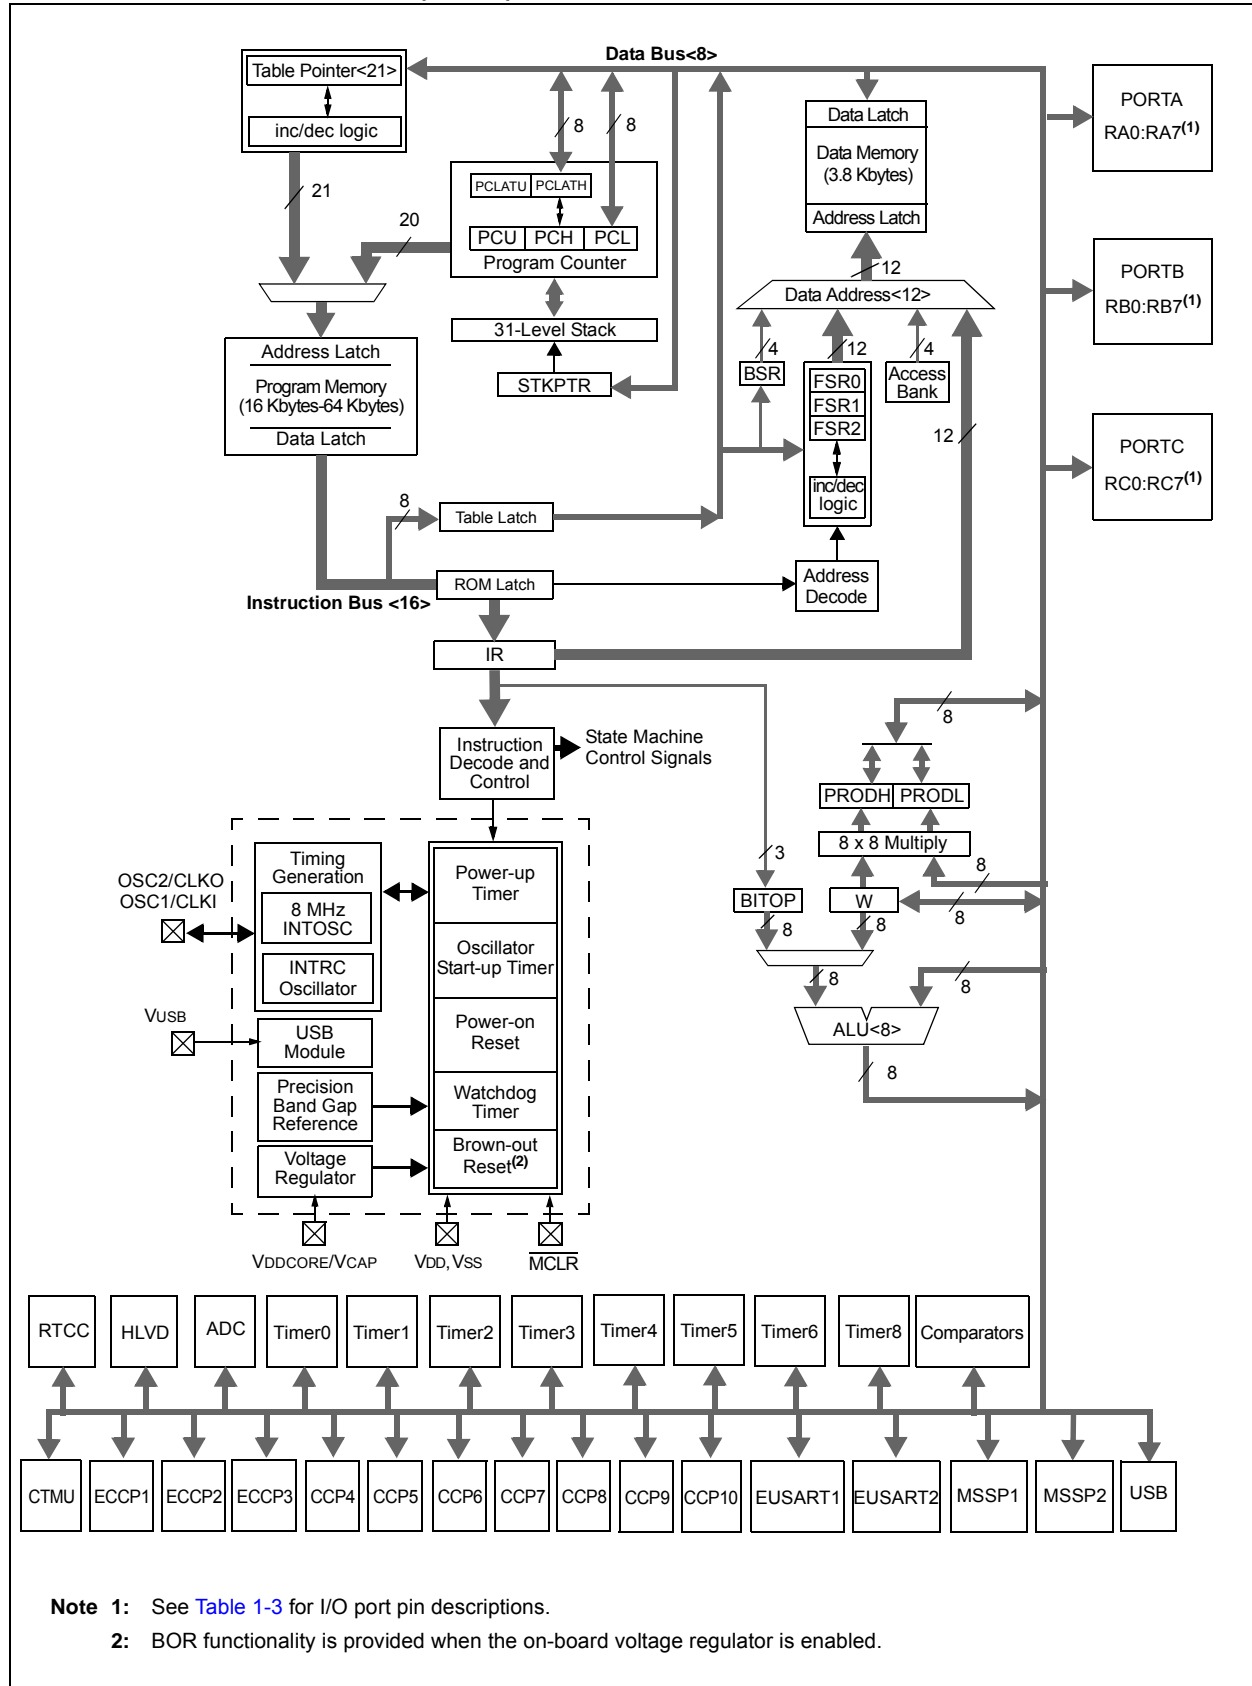 Data Bus<8>
Table Pointer<21>
inc/dec logic
21
20
8
8
PCLATU
PCLATH
PCU
PCH
PCL
Program Counter
31-Level Stack
STKPTR
Address Latch
Program Memory
(16 Kbytes-64 Kbytes)
Data Latch
Data Latch
Data Memory
(3.8 Kbytes)
Address Latch
12
Data Address<12>
4
12
4
BSR
FSR0
FSR1
FSR2
inc/dec
logic
Access
Bank
12
PORTA
RA0:RA7(1)
PORTB
RB0:RB7(1)
PORTC
RC0:RC7(1)
8
Table Latch
ROM Latch
Instruction Bus <16>
Address
Decode
IR
Instruction
Decode and
Control
State Machine
Control Signals
8
PRODH
PRODL
8 x 8 Multiply
3
8
BITOP
W
8
8
8
8
8
ALU<8>
8
OSC2/CLKO
OSC1/CLKI
Timing
Generation
8 MHz
INTOSC
INTRC
Oscillator
VUSB
USB
Module
Precision
Band Gap
Reference
Voltage
Regulator
Power-up
Timer
Oscillator
Start-up Timer
Power-on
Reset
Watchdog
Timer
Brown-out
Reset(2)
VDDCORE/VCAP
VDD, VSS
MCLR
RTCC
HLVD
ADC
Timer0
Timer1
Timer2
Timer3
Timer4
Timer5
Timer6
Timer8
Comparators
CTMU
ECCP1
ECCP2
ECCP3
CCP4
CCP5
CCP6
CCP7
CCP8
CCP9
CCP10
EUSART1
EUSART2
MSSP1
MSSP2
USB
Note 1: See Table 1-3 for I/O port pin descriptions.
2: BOR functionality is provided when the on-board voltage regulator is enabled.